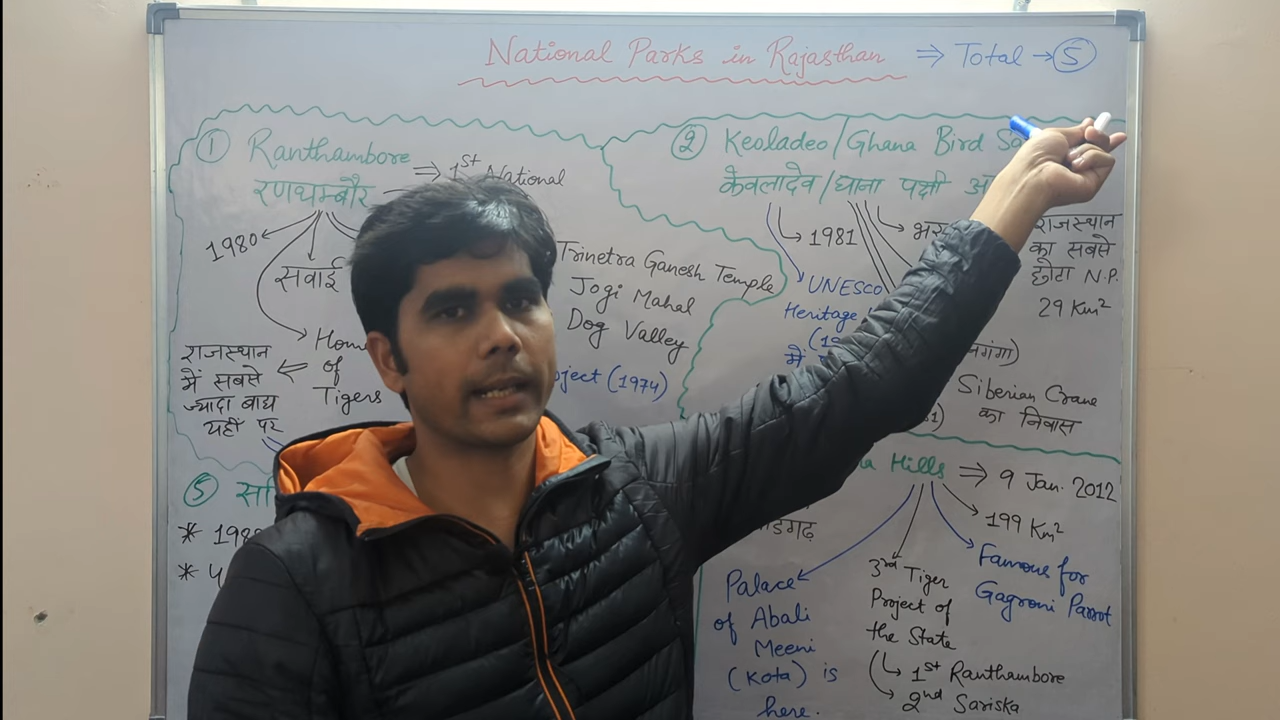 National Parks in Rajasthan ⇒ Total → 5
① Ranthambore ⇒ 1st National
रणथम्बौर
1980
सवाई
Home
of
Tigers
राजस्थान
में सबसे
ज्यादा बाघ
यहीं पर
Trinetra Ganesh Temple
Jogi Mahal
Dog Valley
(1974)
② Keoladeo/Ghana Bird
केवलादेव/घाना पक्षी
1981
UNESCO
Heritage
में
राजस्थान
का सबसे
छोटा N.P.
29 Km²
Siberian Crane
का निवास
Hills ⇒ 9 Jan. 2012
199 Km²
Famous for
Gagroni Parrot
3rd Tiger
Project of
the State
1st Ranthambore
2nd Sariska
Palace
of Abali
Meeni
(Kota) is
here.
⑤
*
*